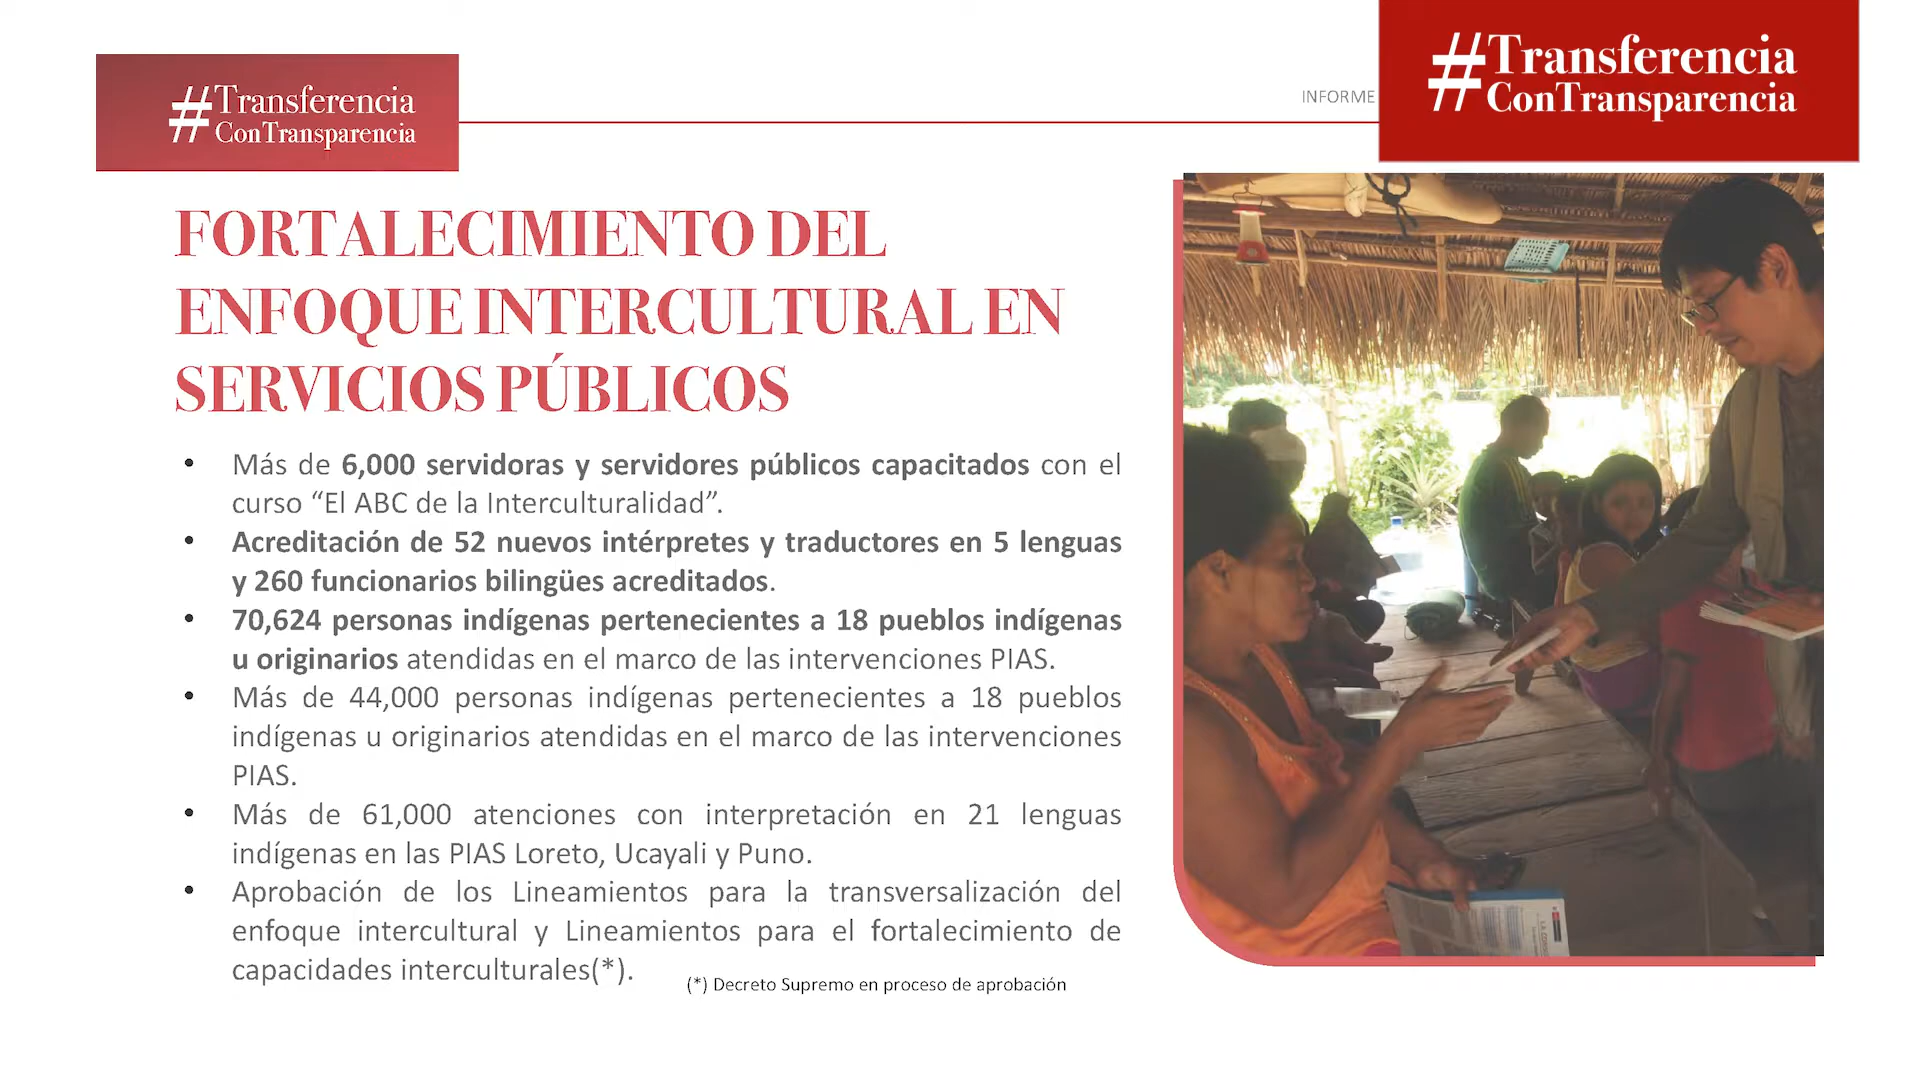 #Transferencia
ConTransparencia
INFORME
#Transferencia
ConTransparencia
FORTALECIMIENTO DEL
ENFOQUE INTERCULTURAL EN
SERVICIOS PÚBLICOS
• Más de 6,000 servidoras y servidores públicos capacitados con el
curso “El ABC de la Interculturalidad”.
• Acreditación de 52 nuevos intérpretes y traductores en 5 lenguas
y 260 funcionarios bilingües acreditados.
• 70,624 personas indígenas pertenecientes a 18 pueblos indígenas
u originarios atendidas en el marco de las intervenciones PIAS.
• Más de 44,000 personas indígenas pertenecientes a 18 pueblos
indígenas u originarios atendidas en el marco de las intervenciones
PIAS.
• Más de 61,000 atenciones con interpretación en 21 lenguas
indígenas en las PIAS Loreto, Ucayali y Puno.
• Aprobación de los Lineamientos para la transversalización del
enfoque intercultural y Lineamientos para el fortalecimiento de
capacidades interculturales(*).
(*) Decreto Supremo en proceso de aprobación